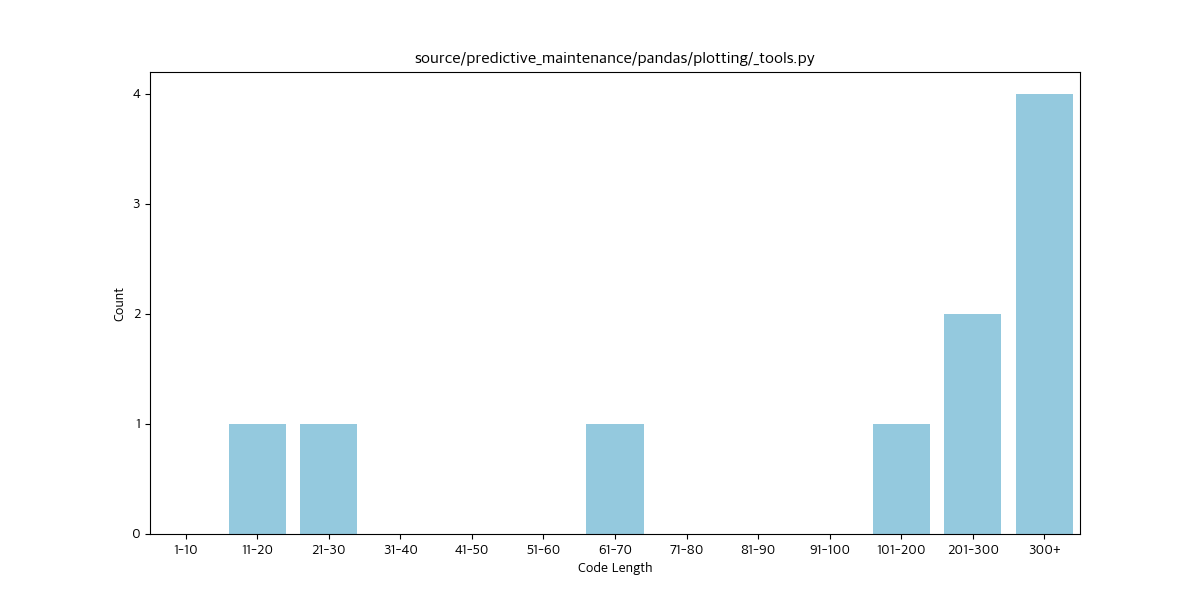 source/predictive_maintenance/pandas/plotting/_tools.py
4
3
2
1
0
Count
1-10 11-20 21-30 31-40 41-50 51-60 61-70 71-80 81-90 91-100 101-200 201-300 300+
Code Length